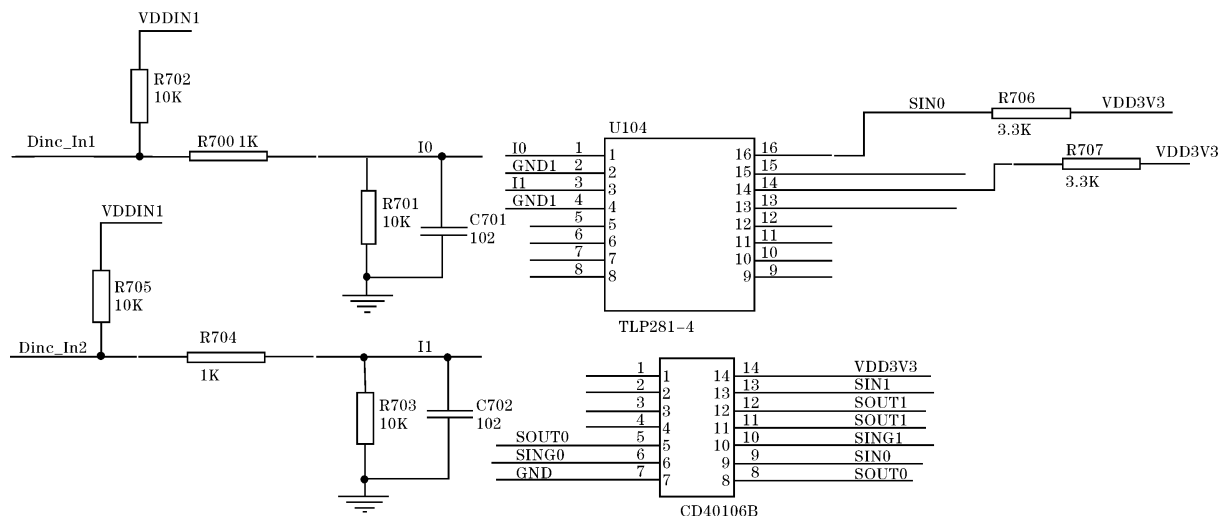 VDDIN1
R702
10K
Dinc_In1
R700 1K
I0
R701
10K
C701
102
VDDIN1
R705
10K
Dinc_In2
R704
1K
I1
R703
10K
C702
102
U104
I0 1 1
GND1 2 2
I1 3 3
GND1 4 4
5 5
6 6
7 7
8 8
16 16
15 15
14 14
13 13
12 12
11 11
10 10
9 9
TLP281-4
SIN0
R706
3.3K
VDD3V3
R707
3.3K
VDD3V3
1 1
2 2
3 3
4 4
SOUT0 5 5
SING0 6 6
GND 7 7
14 14 VDD3V3
13 13 SIN1
12 12 SOUT1
11 11 SOUT1
10 10 SING1
9 9 SIN0
8 8 SOUT0
CD40106B